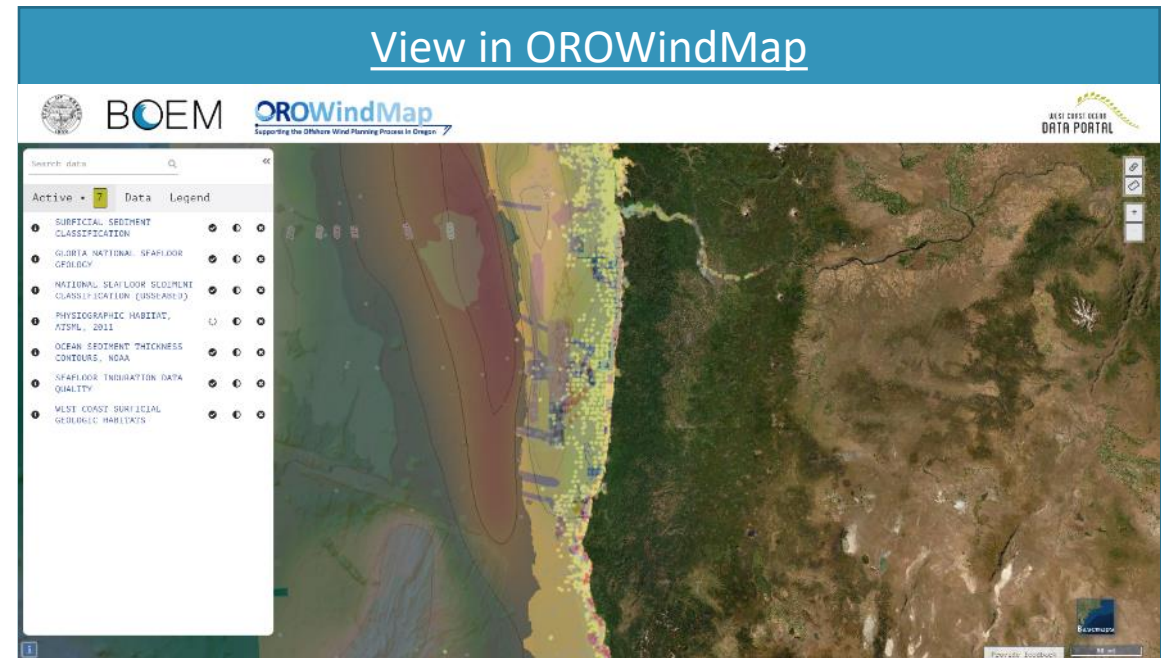 View in OROWindMap
BOEM
OROWindMap
Supporting the Offshore Wind Planning Process in Oregon
WEST COAST OCEAN
DATA PORTAL
Search data
Active • 7 Data Legend
SURFICIAL SEDIMENT
CLASSIFICATION
GLORIA NATIONAL SEAFLOOR
GEOLOGY
NATIONAL SEAFLOOR SEDIMENT
CLASSIFICATION (USSEABED)
PHYSIOGRAPHIC HABITAT,
ATSML, 2011
OCEAN SEDIMENT THICKNESS
CONTOURS, NOAA
SEAFLOOR INDURATION DATA
QUALITY
WEST COAST SURFICIAL
GEOLOGIC HABITATS
Basemaps
Provide feedback